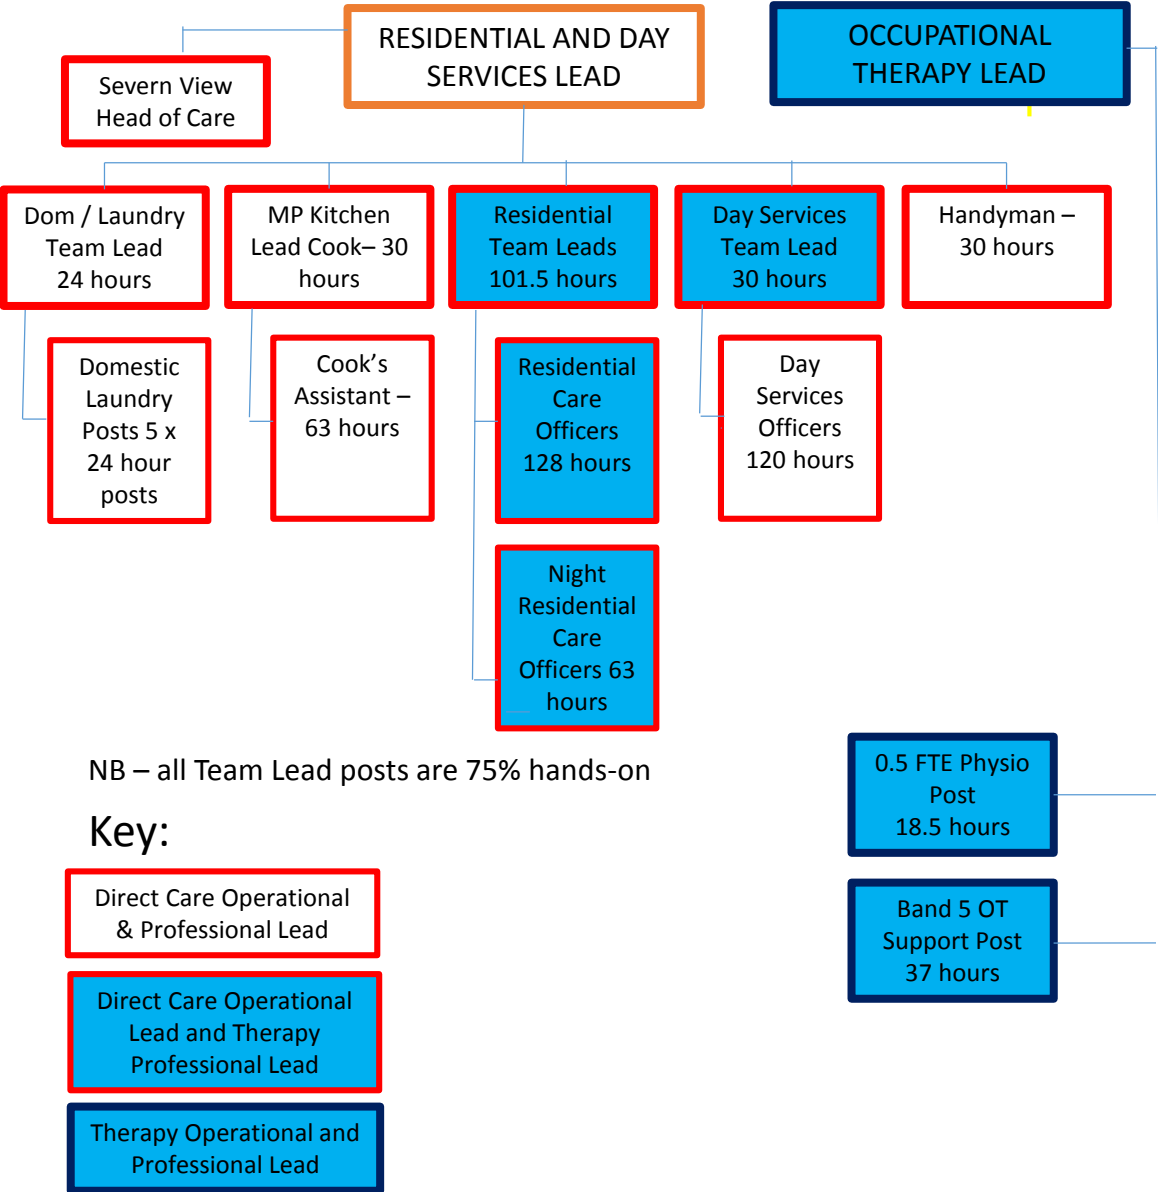 RESIDENTIAL AND DAY
SERVICES LEAD
OCCUPATIONAL
THERAPY LEAD
Severn View
Head of Care
Dom / Laundry
Team Lead
24 hours
MP Kitchen
Lead Cook– 30
hours
Residential
Team Leads
101.5 hours
Day Services
Team Lead
30 hours
Handyman –
30 hours
Domestic
Laundry
Posts 5 x
24 hour
posts
Cook’s
Assistant –
63 hours
Residential
Care
Officers
128 hours
Day
Services
Officers
120 hours
Night
Residential
Care
Officers 63
hours
NB – all Team Lead posts are 75% hands-on
0.5 FTE Physio
Post
18.5 hours
Key:
Direct Care Operational
& Professional Lead
Band 5 OT
Support Post
37 hours
Direct Care Operational
Lead and Therapy
Professional Lead
Therapy Operational and
Professional Lead